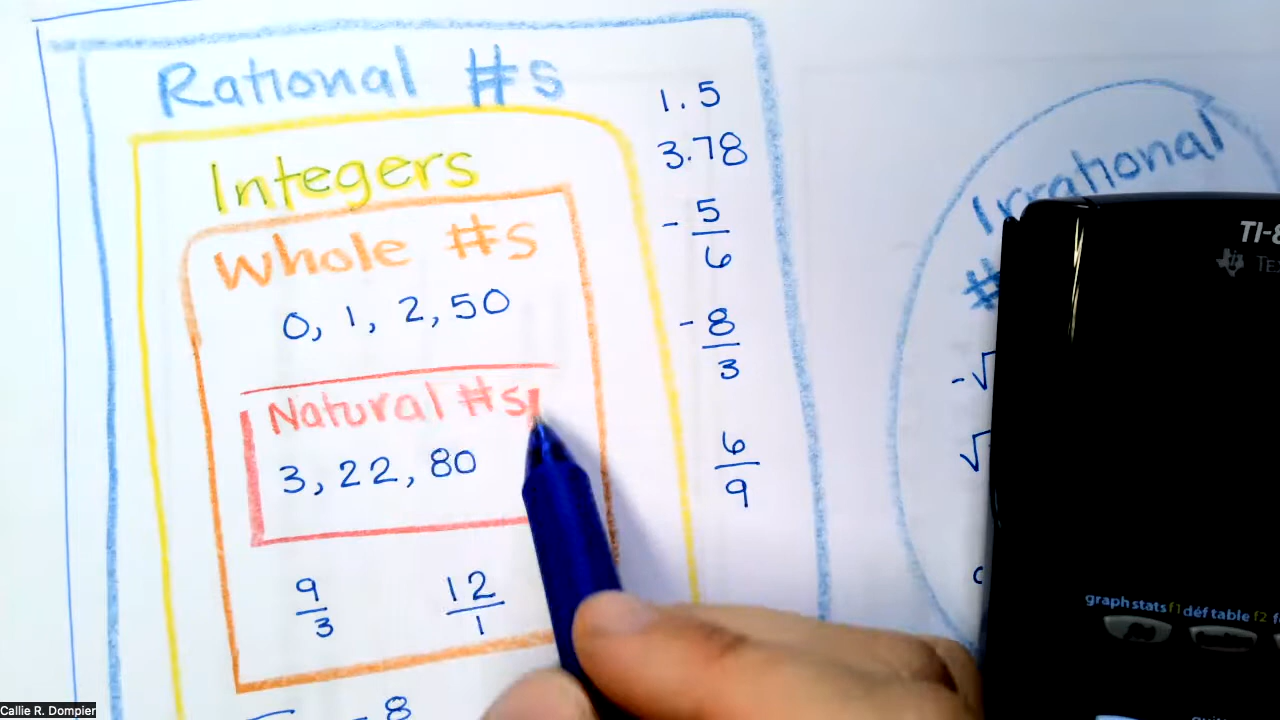 Rational #s
Integers
Whole #s
0, 1, 2, 50
Natural #s
3, 22, 80
9/3
12/1
- 8
1.5
3.78
- 5/6
- 8/3
6/9
Irrational
#
-√
√
TI-8
graph stats f1 déf table f2 f
Callie R. Dompier